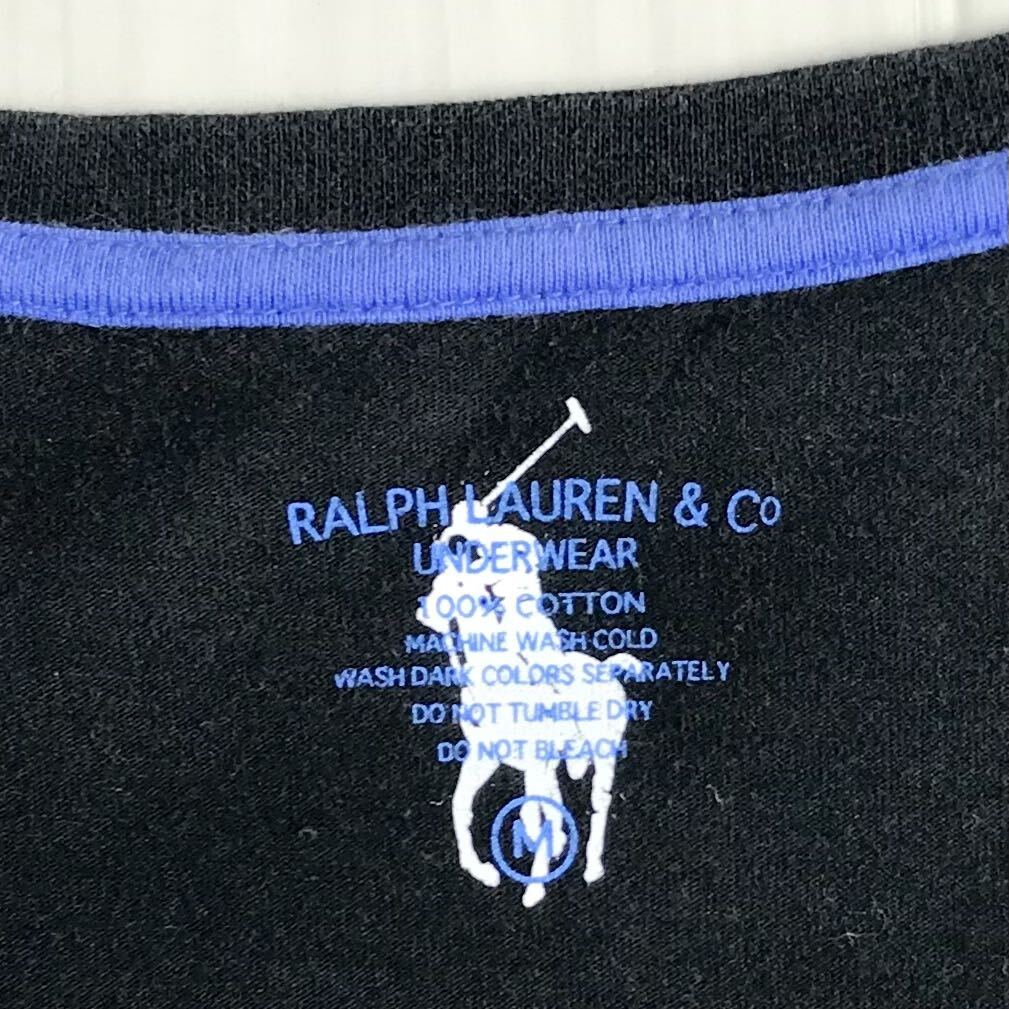 RALPH LAUREN & Co
UNDERWEAR
100% COTTON
MACHINE WASH COLD
WASH DARK COLORS SEPARATELY
DO NOT TUMBLE DRY
DO NOT BLEACH
M